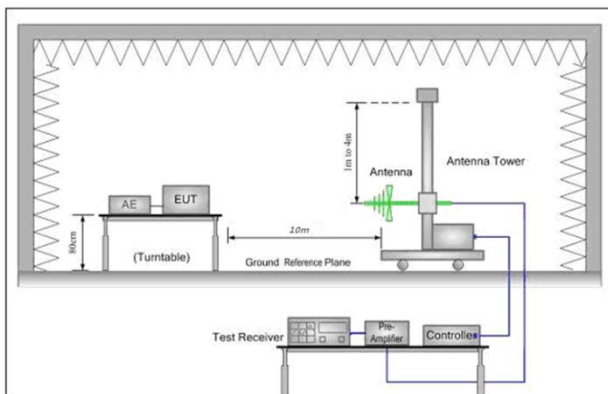 1m to 4m
Antenna
Antenna Tower
AE
EUT
80cm
(Turntable)
10m
Ground Reference Plane
Test Receiver
Pre-
Amplifier
Controller